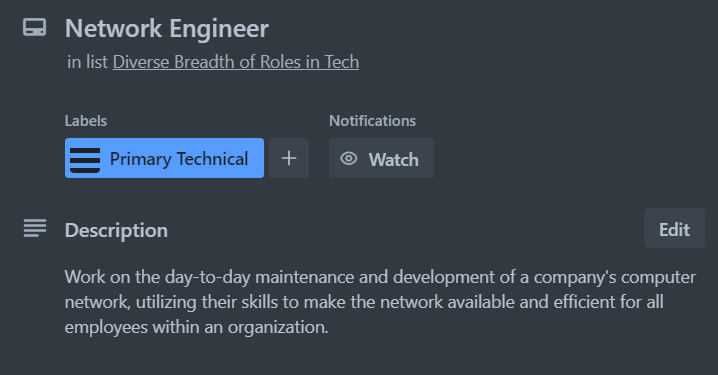 Network Engineer
in list Diverse Breadth of Roles in Tech
Labels
Notifications
Primary Technical
+
Watch
Description
Edit
Work on the day-to-day maintenance and development of a company's computer
network, utilizing their skills to make the network available and efficient for all
employees within an organization.